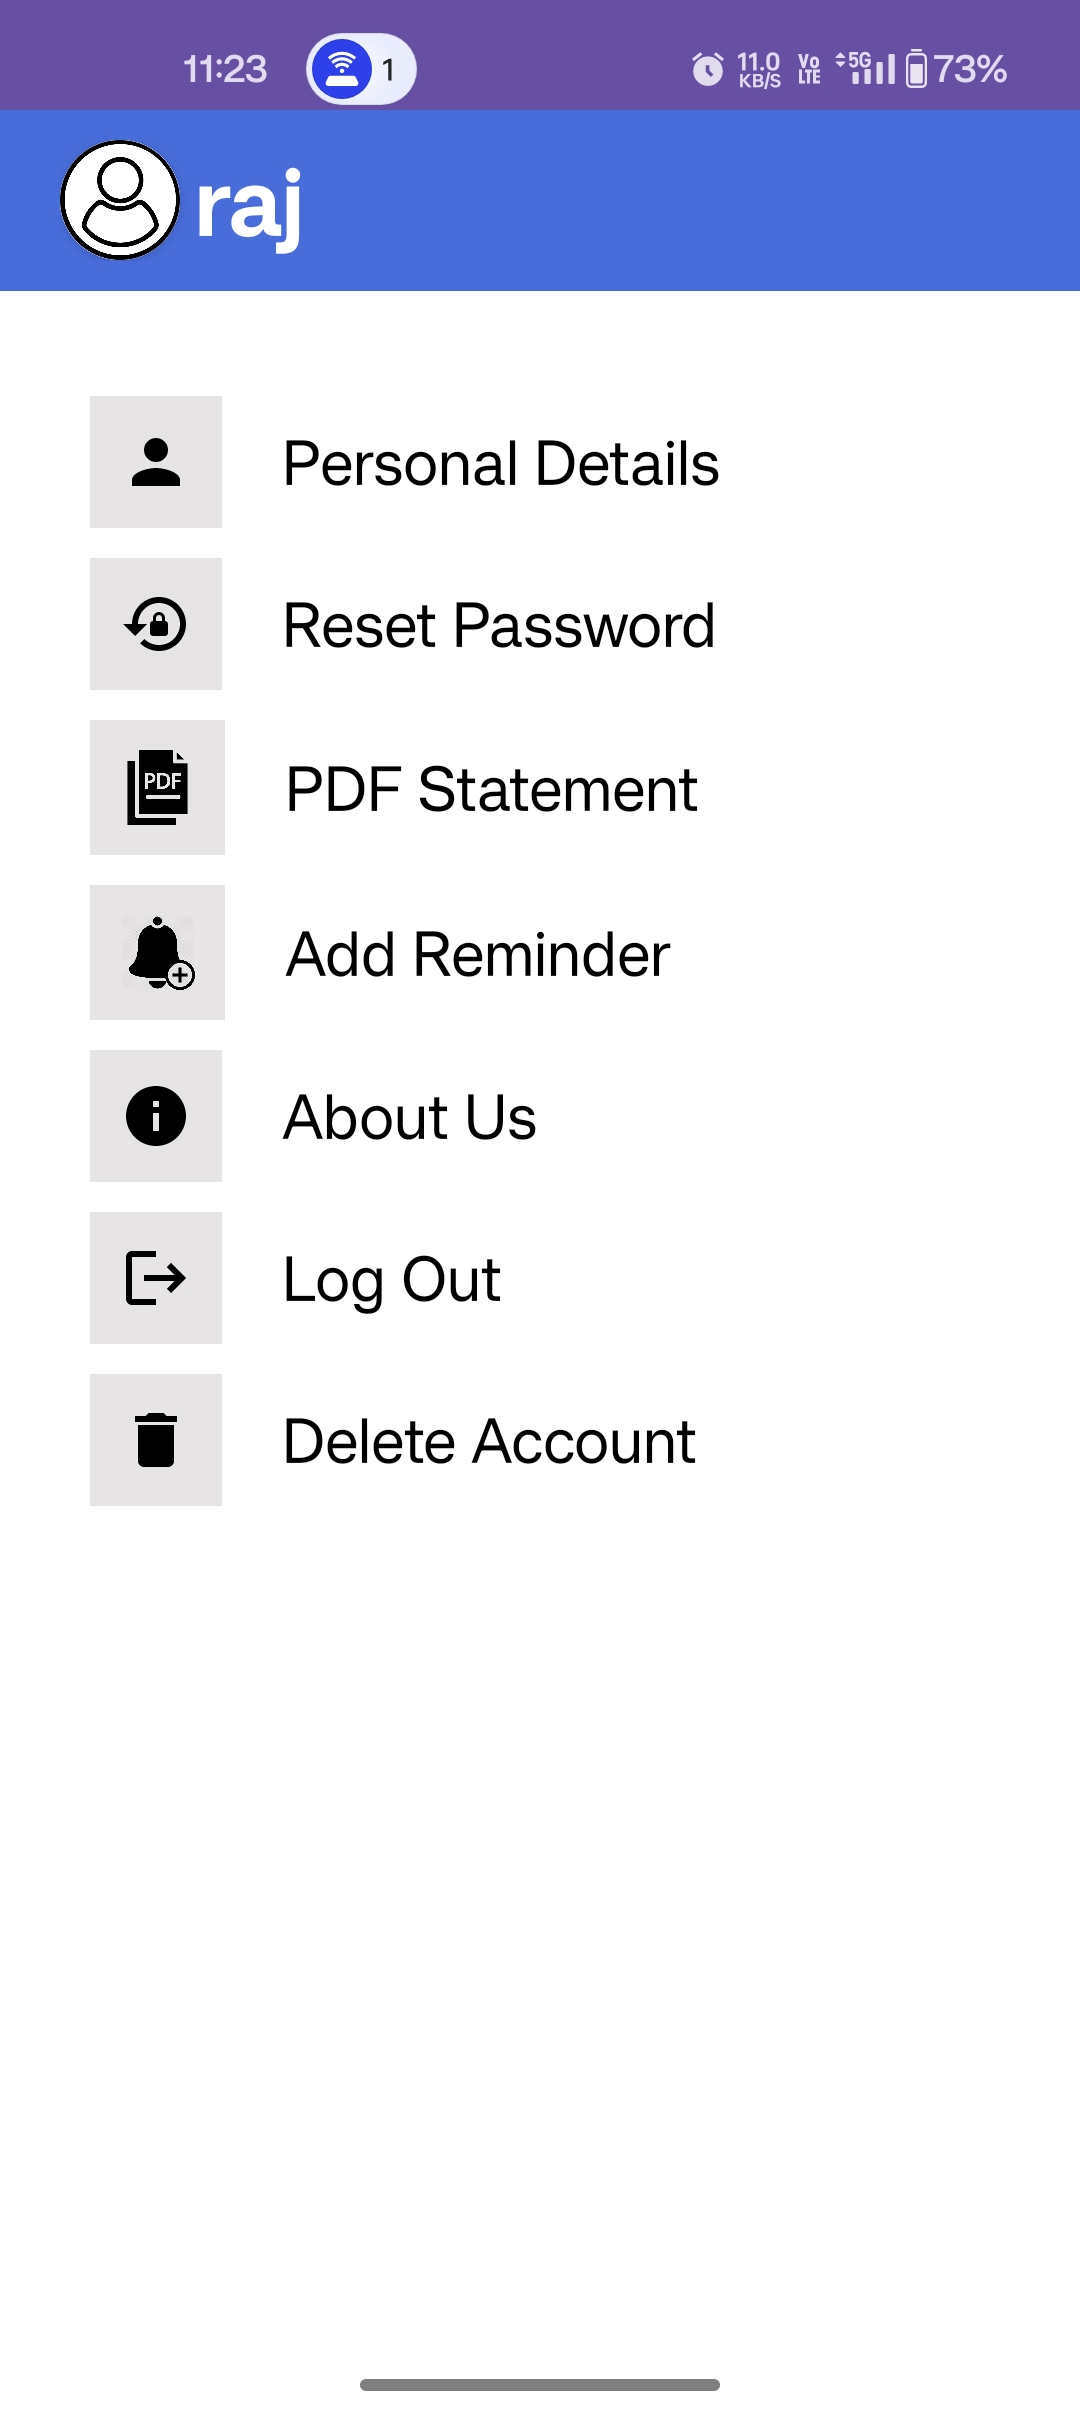 11:23 1 11.0 KB/S Vo LTE 5G 73%
raj
Personal Details
Reset Password
PDF
PDF Statement
Add Reminder
About Us
Log Out
Delete Account